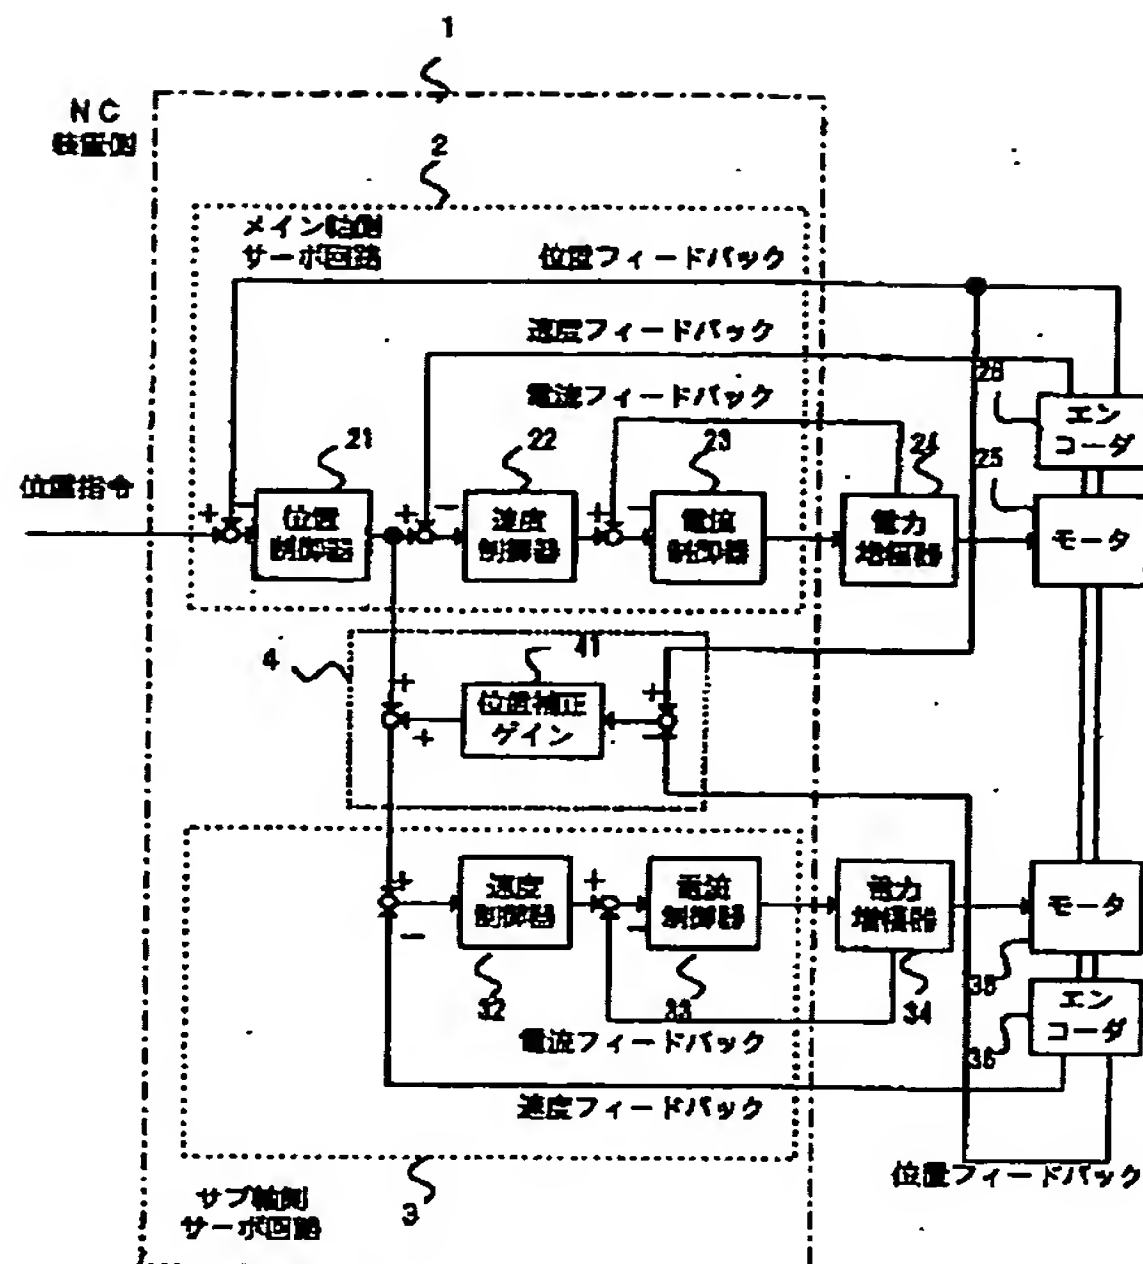 1
NC
装置側
2
メイン軸側
サーボ回路
位置フィードバック
速度フィードバック
電流フィードバック
26
エン
コーダ
21
22
23
24
25
位置指令
+
−
位置
制御器
+
−
速度
制御器
+
−
電流
制御器
電力
増幅器
モータ
4
41
+
+
位置補正
ゲイン
+
−
+
−
速度
制御器
+
−
電流
制御器
電力
増幅器
モータ
32
33
34
35
エン
コーダ
36
電流フィードバック
速度フィードバック
位置フィードバック
サブ軸側
サーボ回路
3